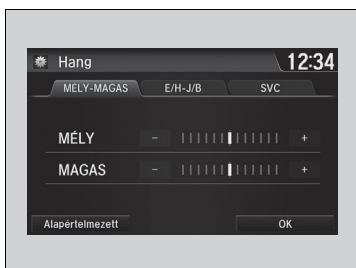 Hang 12:34
MÉLY-MAGAS E/H-J/B SVC
MÉLY - +
MAGAS - +
Alapértelmezett OK